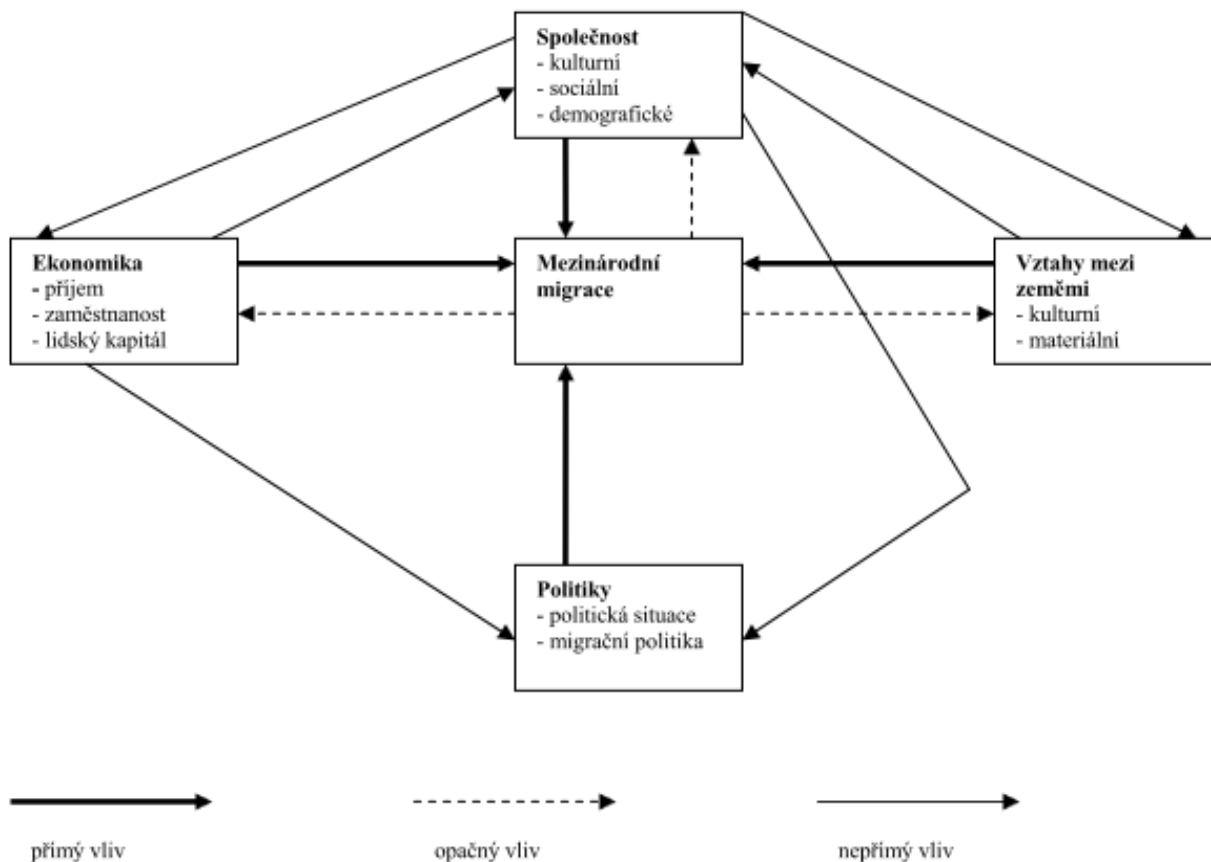 Společnost
- kulturní
- sociální
- demografické
Ekonomika
- příjem
- zaměstnanost
- lidský kapitál
Mezinárodní
migrace
Vztahy mezi
zeměmi
- kulturní
- materiální
Politiky
- politická situace
- migrační politika
přímý vliv
opačný vliv
nepřímý vliv